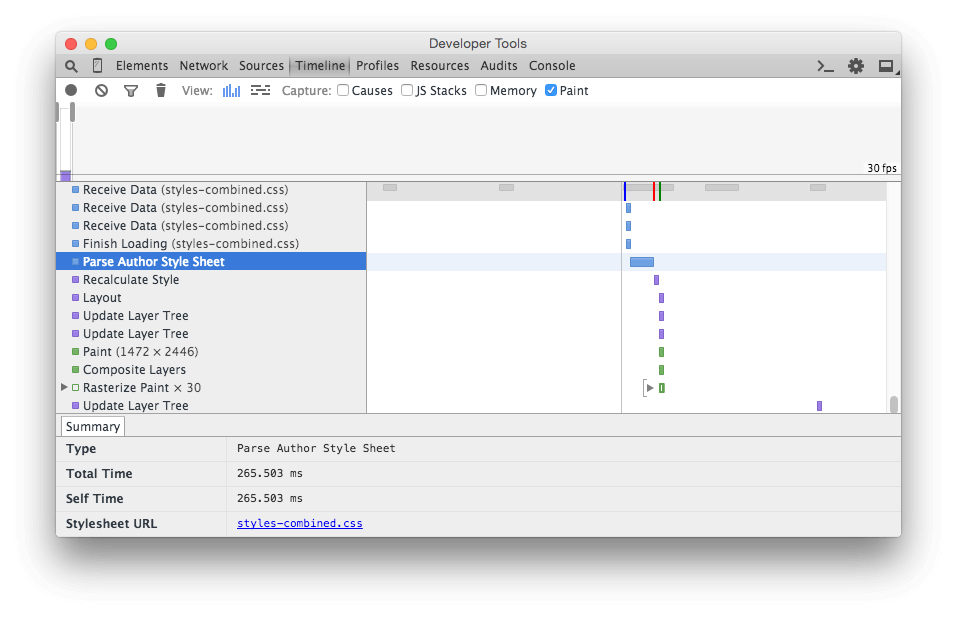 Developer Tools
Elements Network Sources Timeline Profiles Resources Audits Console
View: Capture: Causes JS Stacks Memory Paint
30 fps
Receive Data (styles-combined.css)
Receive Data (styles-combined.css)
Receive Data (styles-combined.css)
Finish Loading (styles-combined.css)
Parse Author Style Sheet
Recalculate Style
Layout
Update Layer Tree
Update Layer Tree
Paint (1472 × 2446)
Composite Layers
Rasterize Paint × 30
Update Layer Tree
Summary
Type Parse Author Style Sheet
Total Time 265.503 ms
Self Time 265.503 ms
Stylesheet URL styles-combined.css